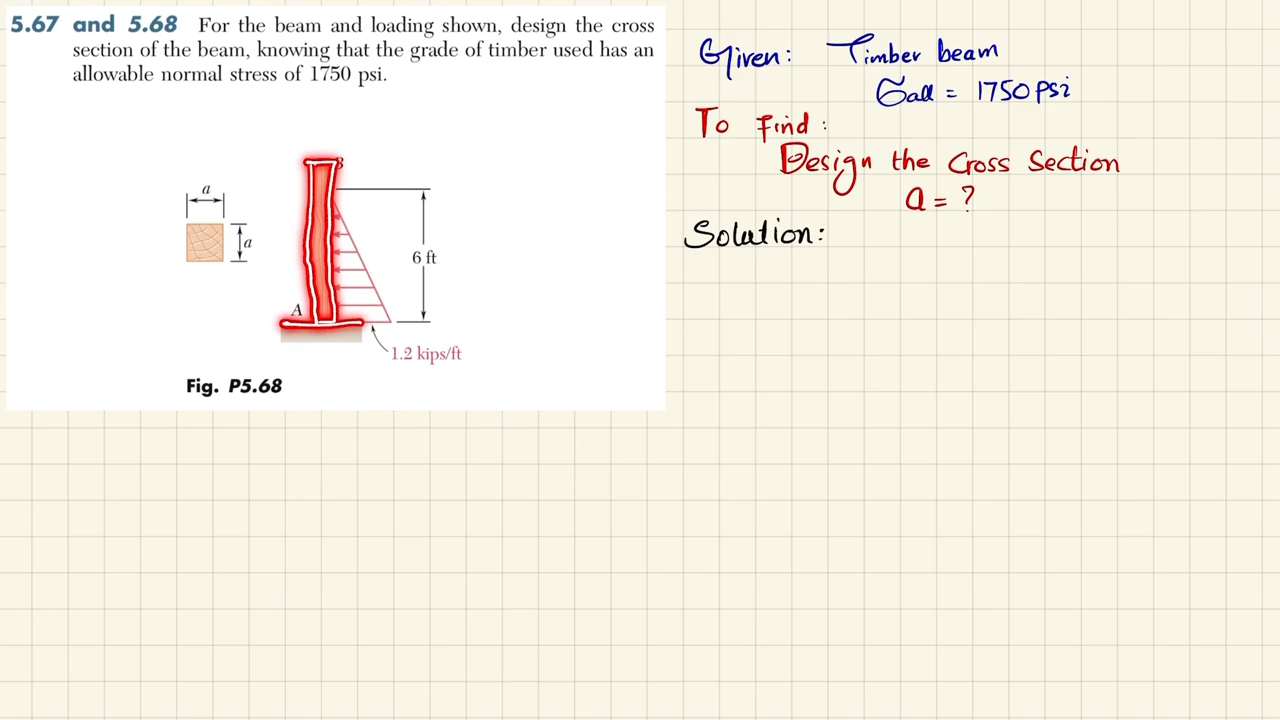 5.67 and 5.68 For the beam and loading shown, design the cross
section of the beam, knowing that the grade of timber used has an
allowable normal stress of 1750 psi.
a
a
B
6 ft
A
1.2 kips/ft
Fig. P5.68
Given: Timber beam
σall = 1750 psi
To Find:
Design the Cross Section
a = ?
Solution: